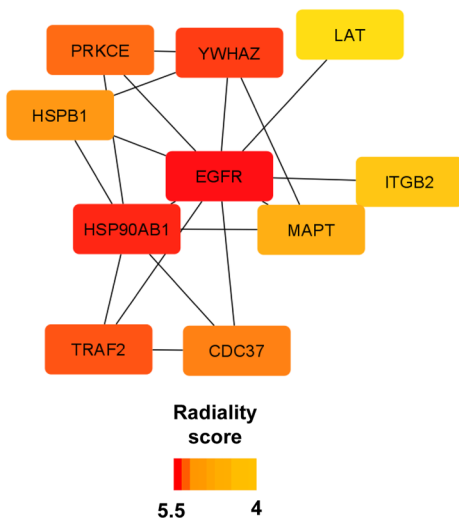 LAT
PRKCE
YWHAZ
HSPB1
EGFR
ITGB2
HSP90AB1
MAPT
TRAF2
CDC37
Radiality
score
5.5
4